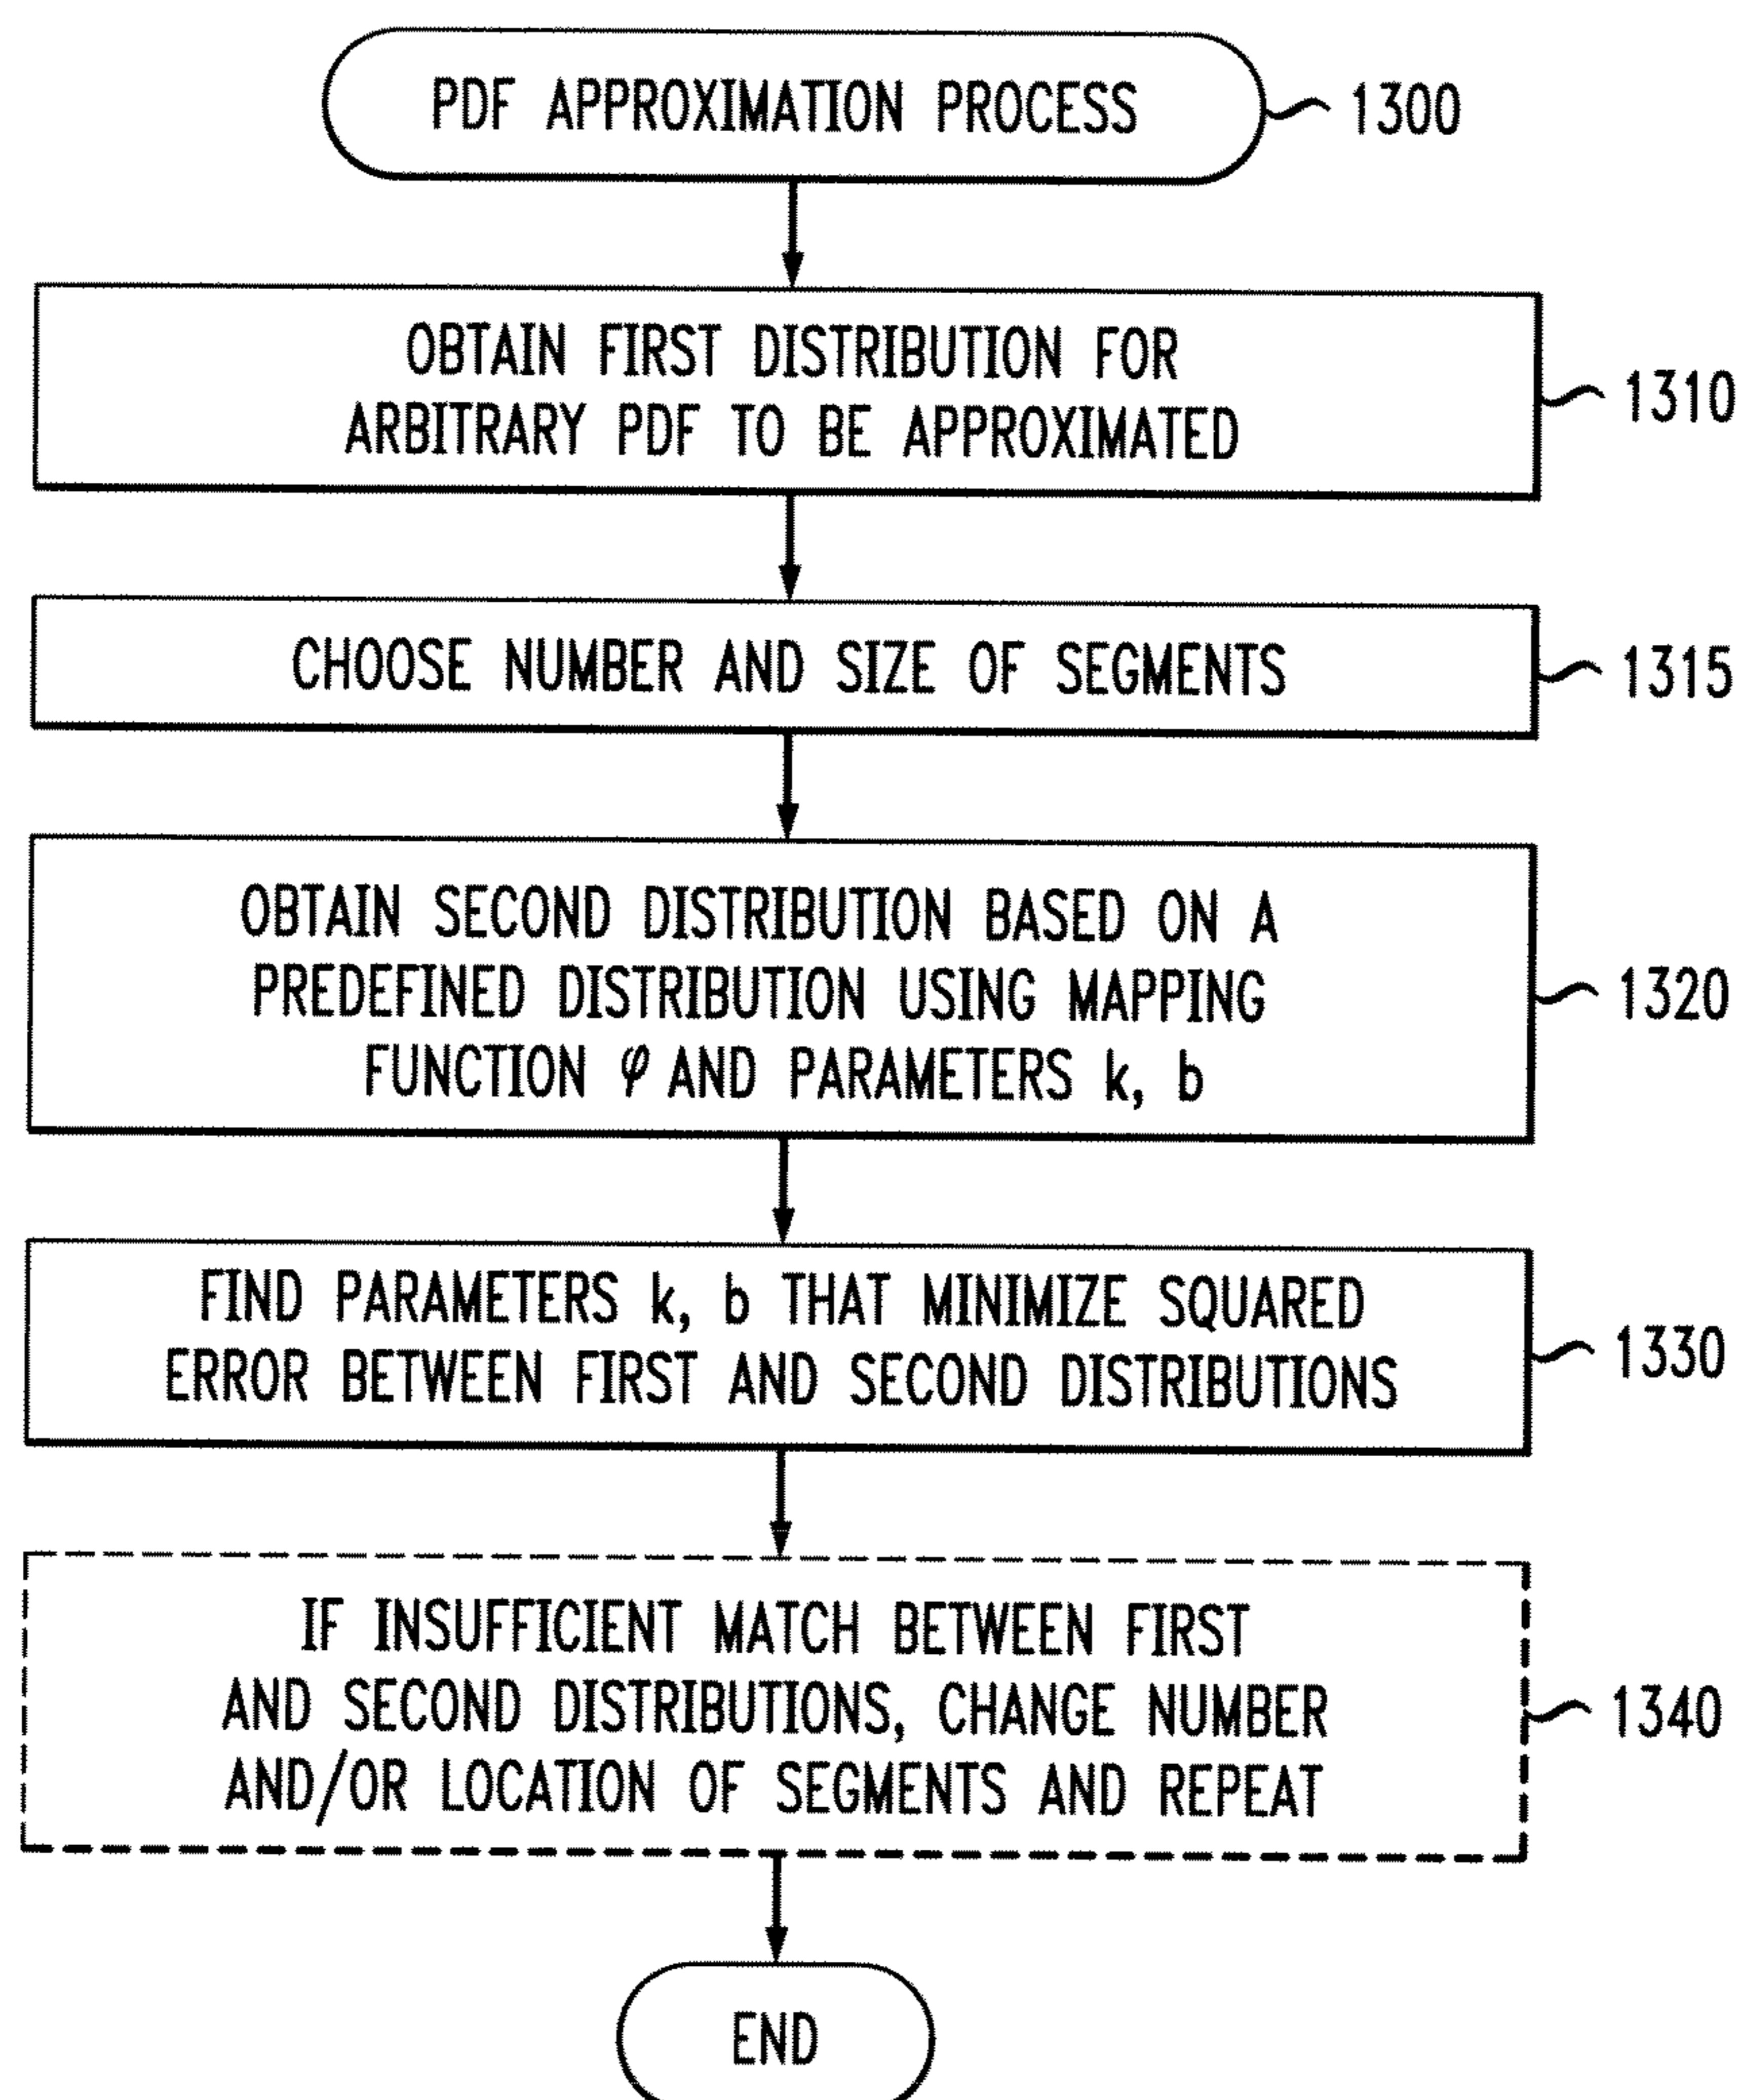 PDF APPROXIMATION PROCESS
1300
OBTAIN FIRST DISTRIBUTION FOR
ARBITRARY PDF TO BE APPROXIMATED
1310
CHOOSE NUMBER AND SIZE OF SEGMENTS
1315
OBTAIN SECOND DISTRIBUTION BASED ON A
PREDEFINED DISTRIBUTION USING MAPPING
FUNCTION φ AND PARAMETERS k, b
1320
FIND PARAMETERS k, b THAT MINIMIZE SQUARED
ERROR BETWEEN FIRST AND SECOND DISTRIBUTIONS
1330
IF INSUFFICIENT MATCH BETWEEN FIRST
AND SECOND DISTRIBUTIONS, CHANGE NUMBER
AND/OR LOCATION OF SEGMENTS AND REPEAT
1340
END